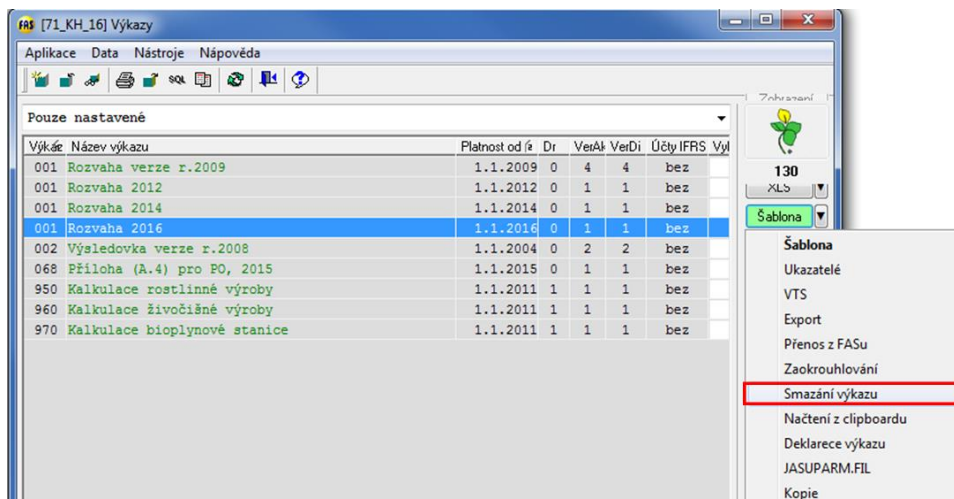 FAS [71_KH_16] Výkazy
Aplikace Data Nástroje Nápověda
SQL
Zobrazení
Pouze nastavené
130
XLS
Šablona
Výkáz Název výkazu Platnost od Dr VerAk VerDi Účty IFRS Vyl
001 Rozvaha verze r.2009 1.1.2009 0 4 4 bez
001 Rozvaha 2012 1.1.2012 0 1 1 bez
001 Rozvaha 2014 1.1.2014 0 1 1 bez
001 Rozvaha 2016 1.1.2016 0 1 1 bez
002 Výsledovka verze r.2008 1.1.2004 0 2 2 bez
068 Příloha (A.4) pro PO, 2015 1.1.2015 0 1 1 bez
950 Kalkulace rostlinné výroby 1.1.2011 1 1 1 bez
960 Kalkulace živočišné výroby 1.1.2011 1 1 1 bez
970 Kalkulace bioplynové stanice 1.1.2011 1 1 1 bez
Šablona
Ukazatelé
VTS
Export
Přenos z FASu
Zaokrouhlování
Smazání výkazu
Načtení z clipboardu
Deklarece výkazu
JASUPARM.FIL
Kopie